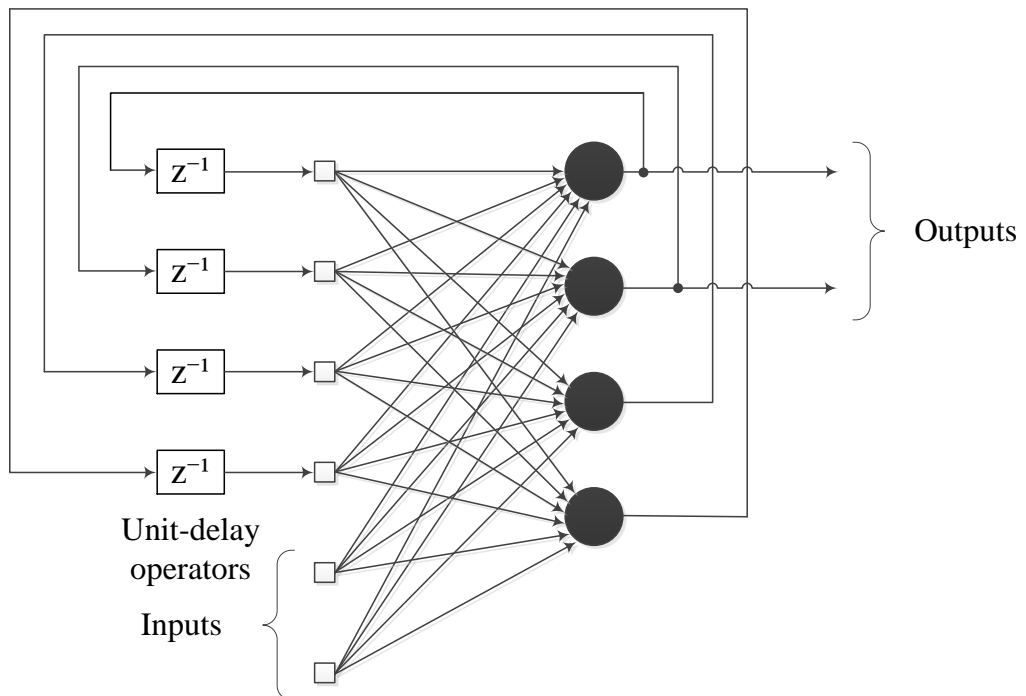 z⁻¹
z⁻¹
z⁻¹
z⁻¹
Outputs
Unit-delay
operators
Inputs